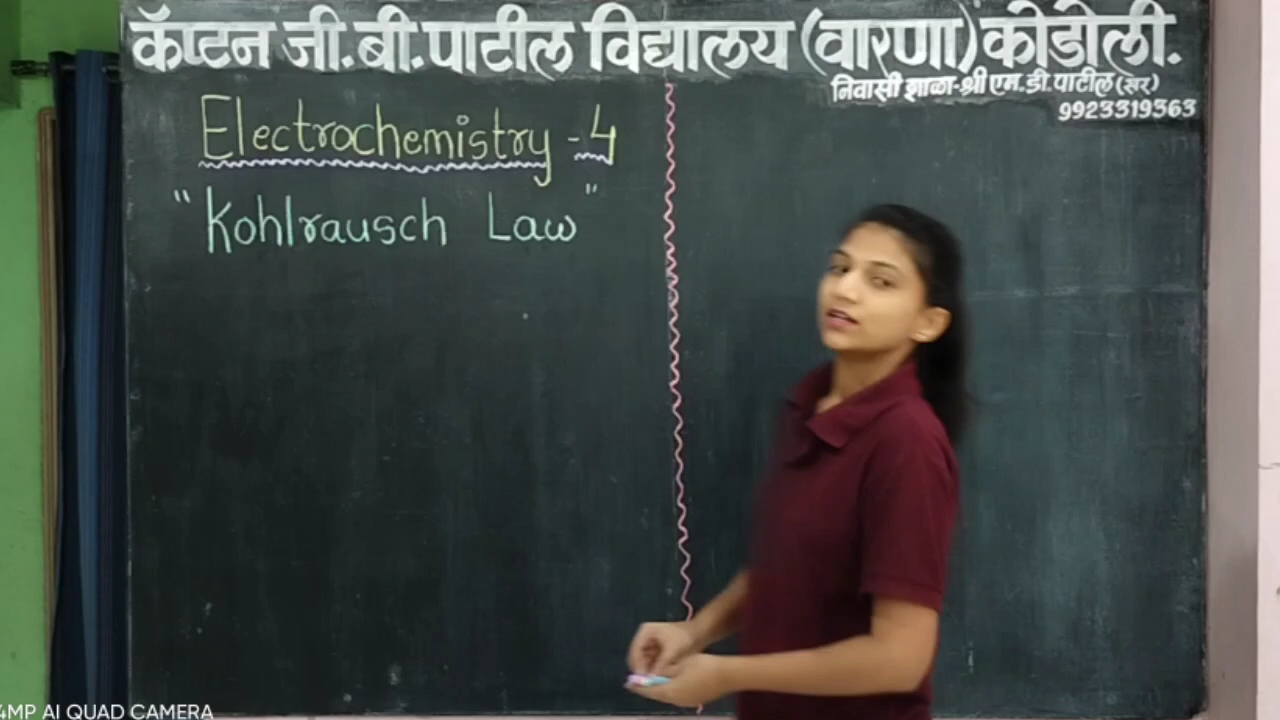 कॅप्टन जी.बी.पाटील विद्यालय (वारणा) कोडोली.
निवासी शाळा-श्री एम.डी.पाटील (सर)
9923319363
Electrochemistry - 4
"Kohlrausch Law"
4MP AI QUAD CAMERA